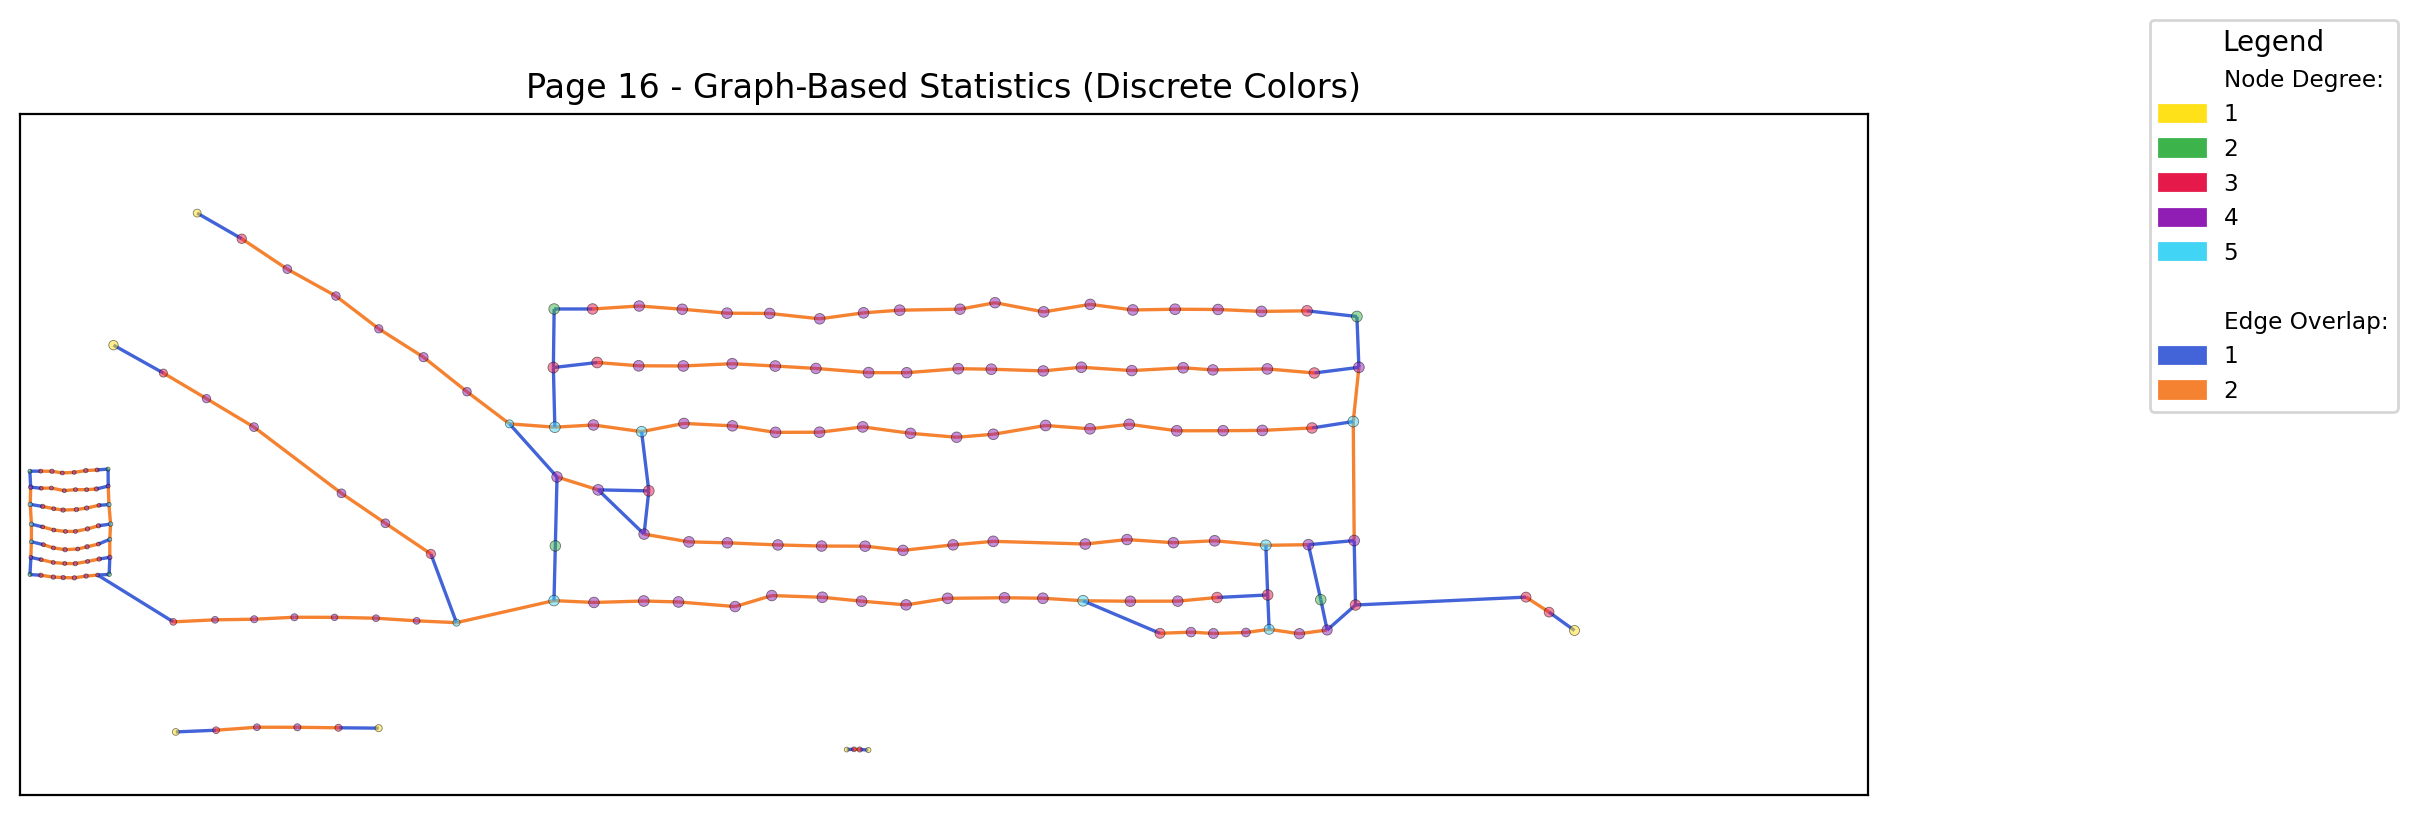 Page 16 - Graph-Based Statistics (Discrete Colors)
Legend
Node Degree:
1
2
3
4
5
Edge Overlap:
1
2